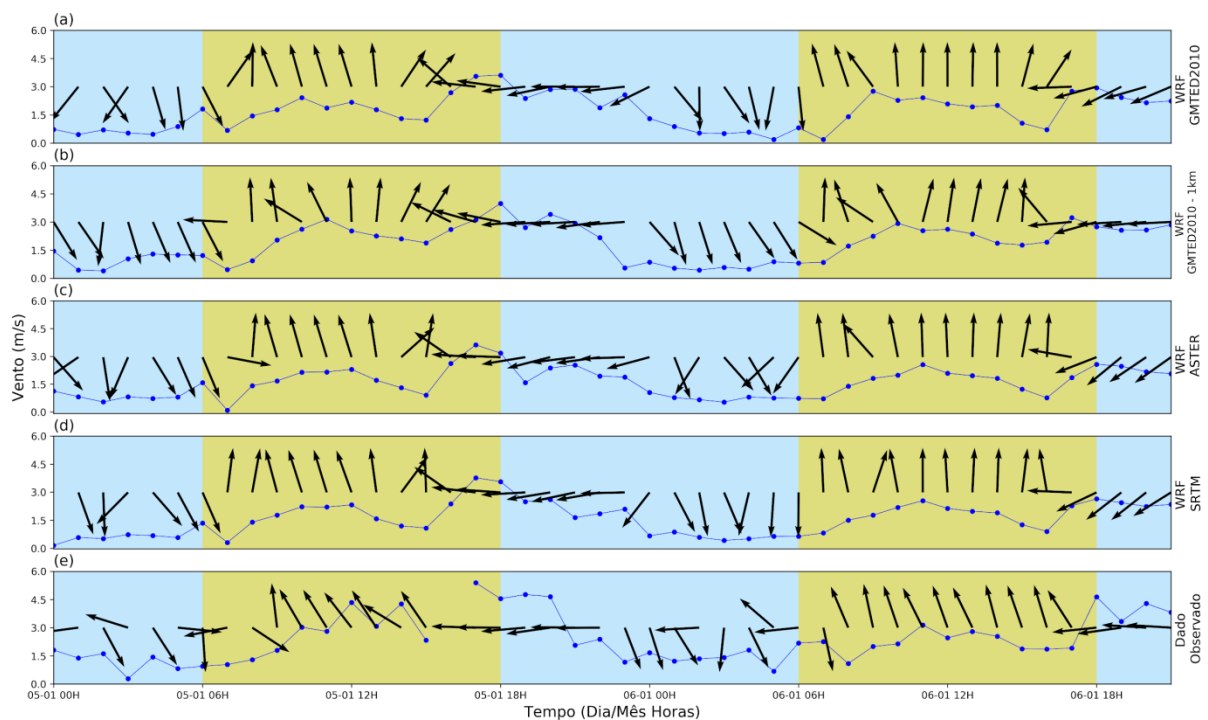 (a)
6.0
4.5
3.0
1.5
0.0
WRF
GMTED2010
(b)
6.0
4.5
3.0
1.5
0.0
WRF
GMTED2010 - 1km
(c)
6.0
4.5
3.0
1.5
0.0
Vento (m/s)
WRF
ASTER
(d)
6.0
4.5
3.0
1.5
0.0
WRF
SRTM
(e)
6.0
4.5
3.0
1.5
0.0
Dado
Observado
05-01 00H 05-01 06H 05-01 12H 05-01 18H 06-01 00H 06-01 06H 06-01 12H 06-01 18H
Tempo (Dia/Mês Horas)